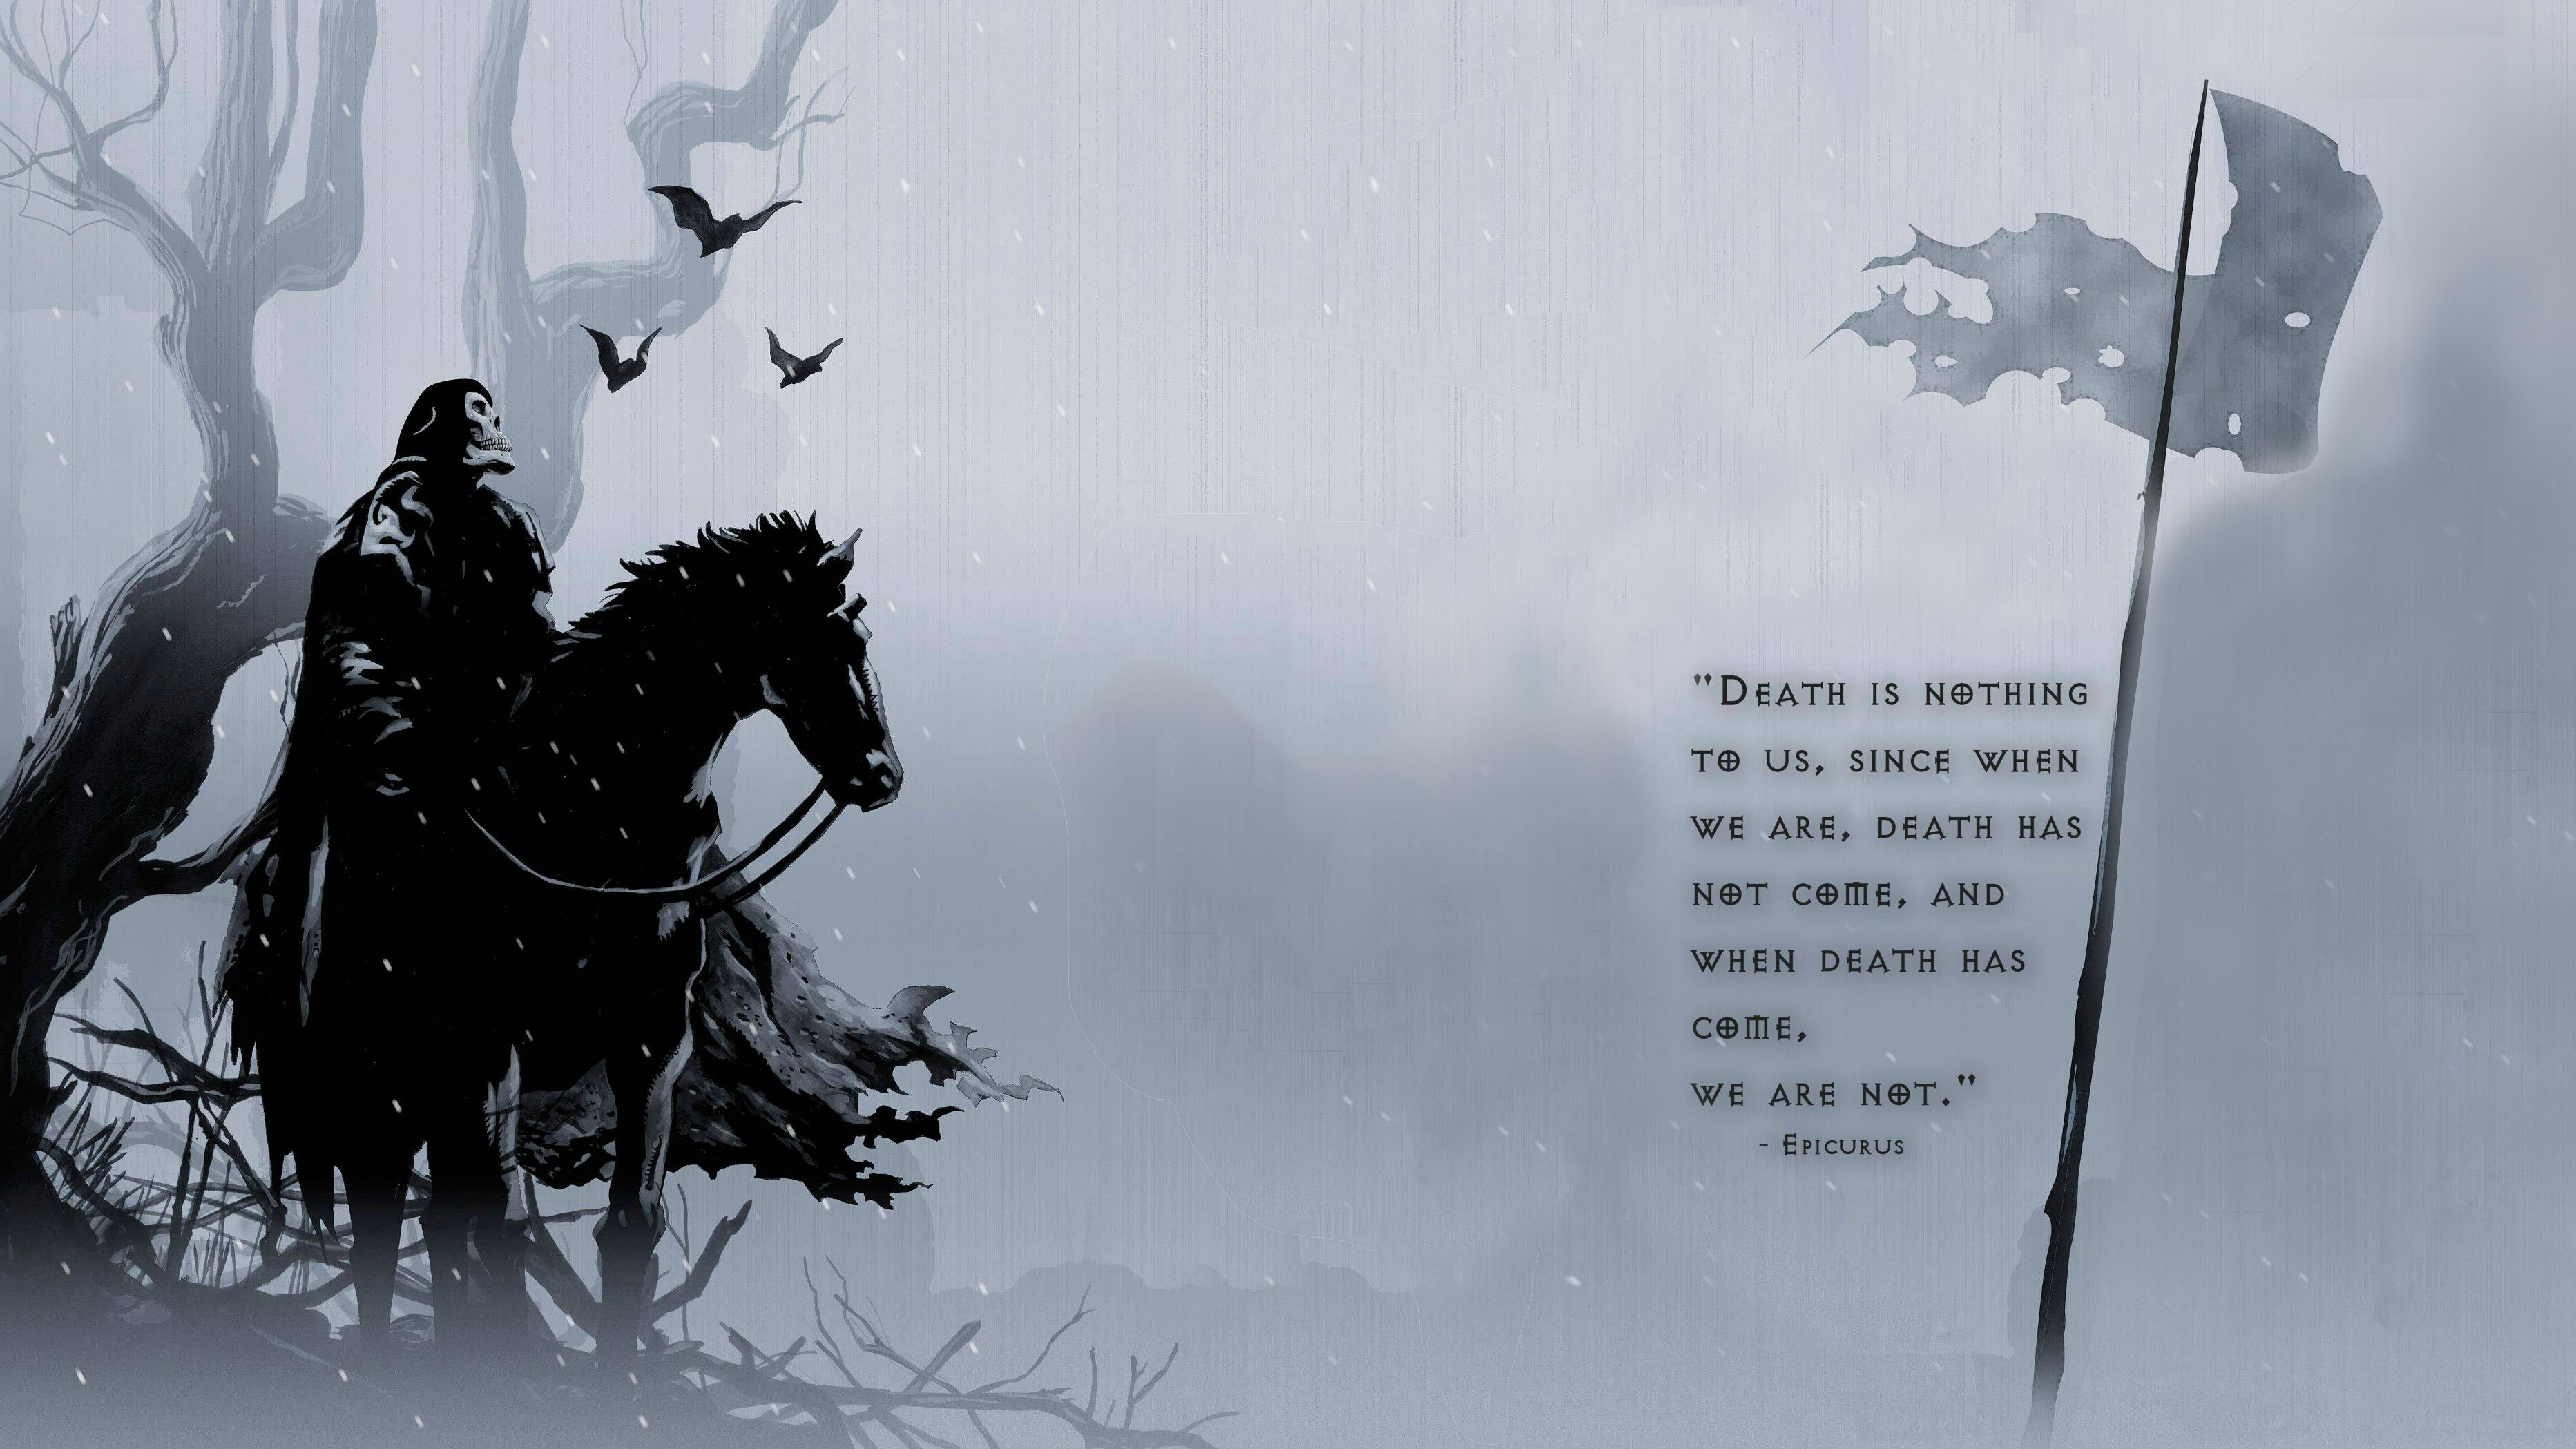 "Death is nothing
to us, since when
we are, death has
not come, and
when death has
come,
we are not."
- Epicurus